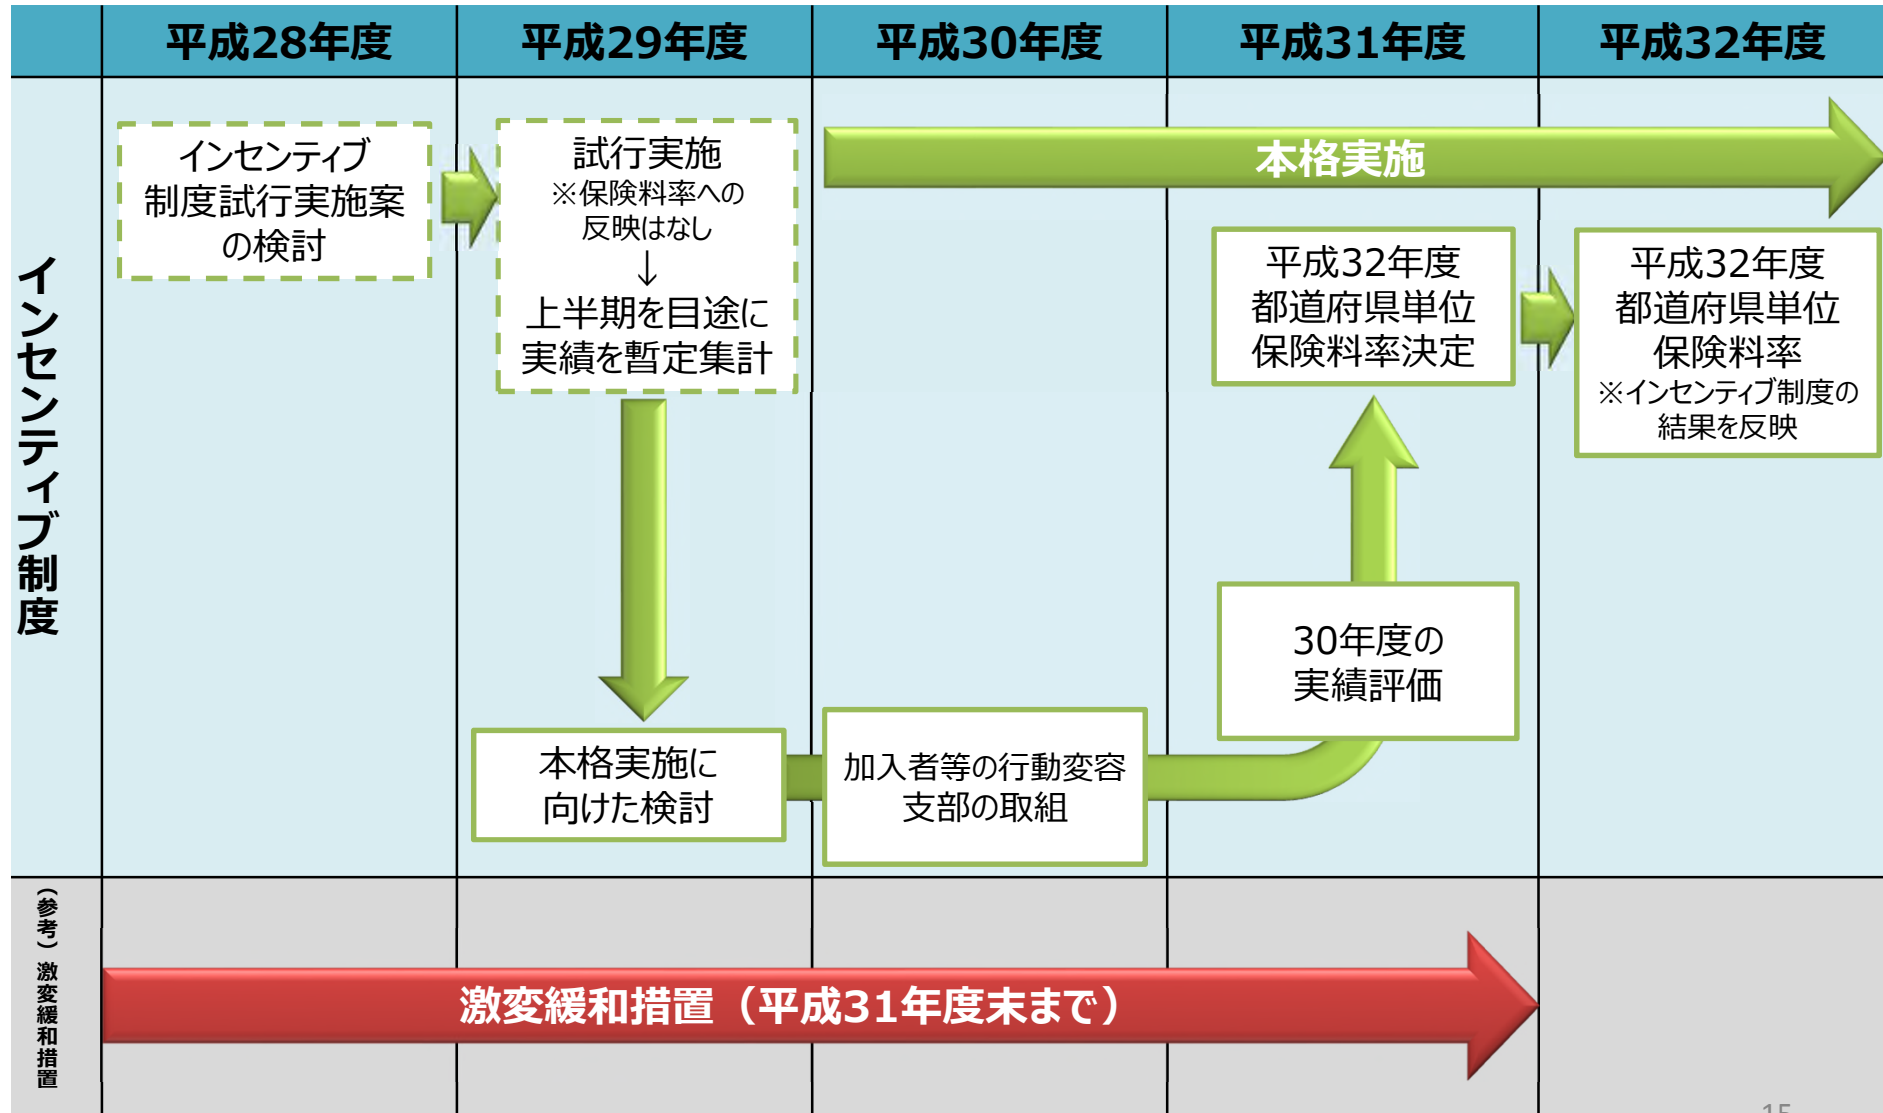 平成28年度
平成29年度
平成30年度
平成31年度
平成32年度
インセンティブ制度
インセンティブ
制度試行実施案
の検討
試行実施
※保険料率への
反映はなし
↓
上半期を目途に
実績を暫定集計
本格実施
平成32年度
都道府県単位
保険料率決定
平成32年度
都道府県単位
保険料率
※インセンティブ制度の
結果を反映
30年度の
実績評価
本格実施に
向けた検討
加入者等の行動変容
支部の取組
（参考）激変緩和措置
激変緩和措置（平成31年度末まで）
15